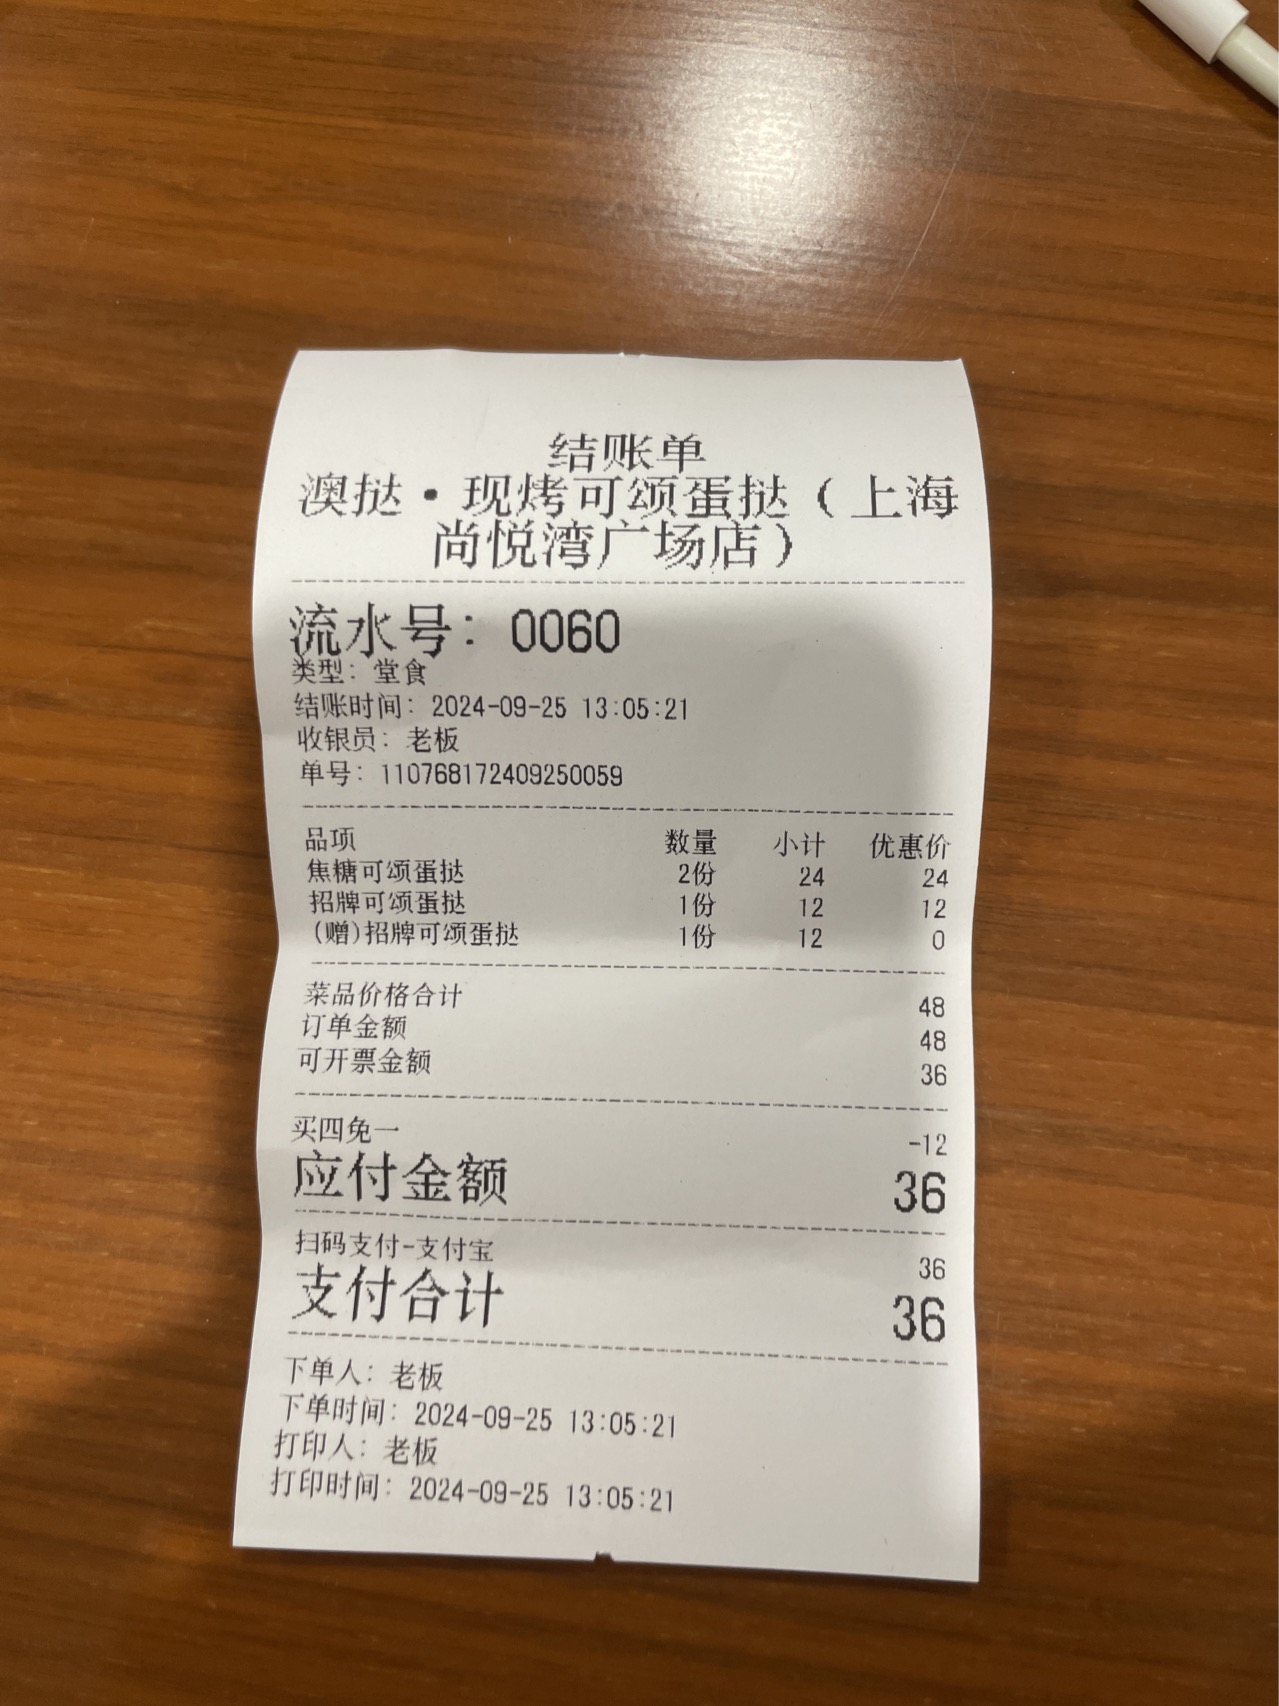 结账单
澳挞·现烤可颂蛋挞（上海
尚悦湾广场店）
流水号：0060
类型：堂食
结账时间：2024-09-25 13:05:21
收银员：老板
单号：110768172409250059
品项 数量 小计 优惠价
焦糖可颂蛋挞 2份 24 24
招牌可颂蛋挞 1份 12 12
(赠)招牌可颂蛋挞 1份 12 0
菜品价格合计 48
订单金额 48
可开票金额 36
买四免一 -12
应付金额 36
扫码支付-支付宝 36
支付合计 36
下单人：老板
下单时间：2024-09-25 13:05:21
打印人：老板
打印时间：2024-09-25 13:05:21